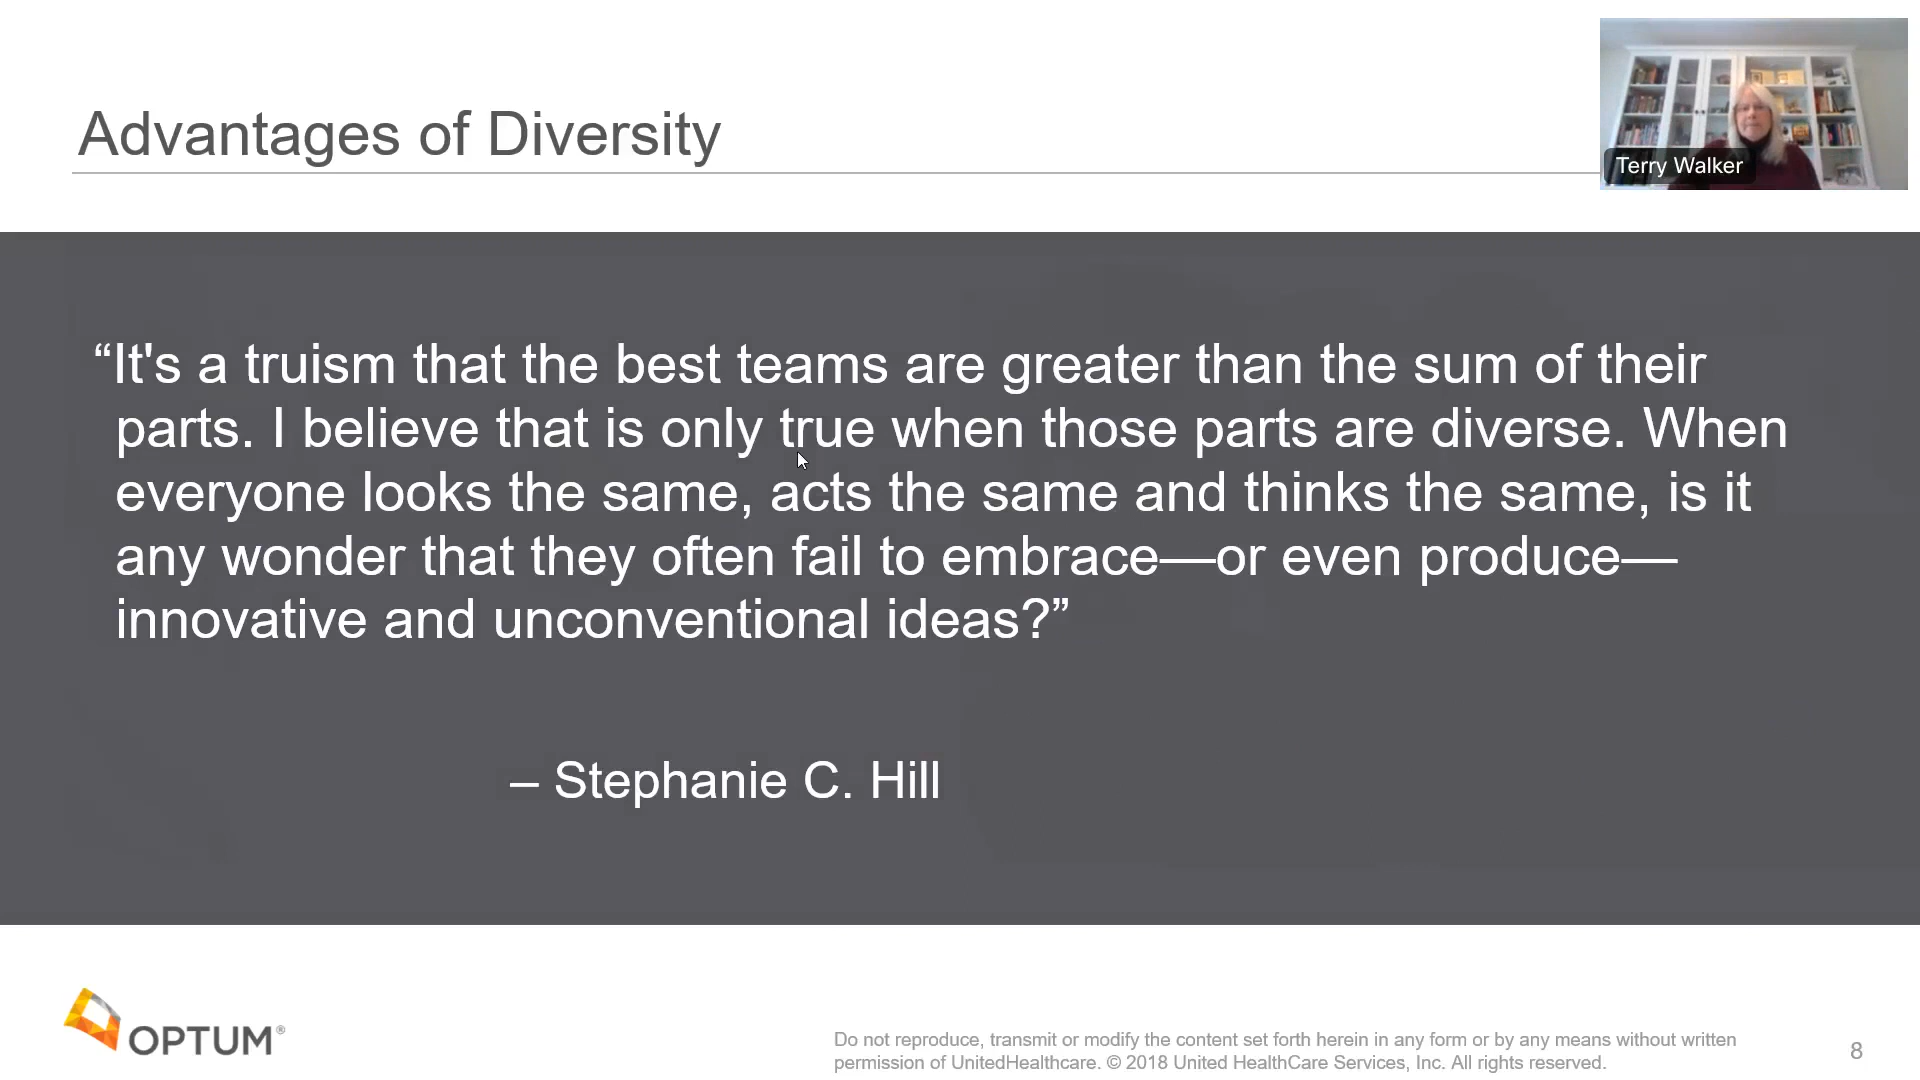 Advantages of Diversity
Terry Walker
“It's a truism that the best teams are greater than the sum of their
parts. I believe that is only true when those parts are diverse. When
everyone looks the same, acts the same and thinks the same, is it
any wonder that they often fail to embrace—or even produce—
innovative and unconventional ideas?”
– Stephanie C. Hill
OPTUM®
Do not reproduce, transmit or modify the content set forth herein in any form or by any means without written
permission of UnitedHealthcare. © 2018 United HealthCare Services, Inc. All rights reserved.
8